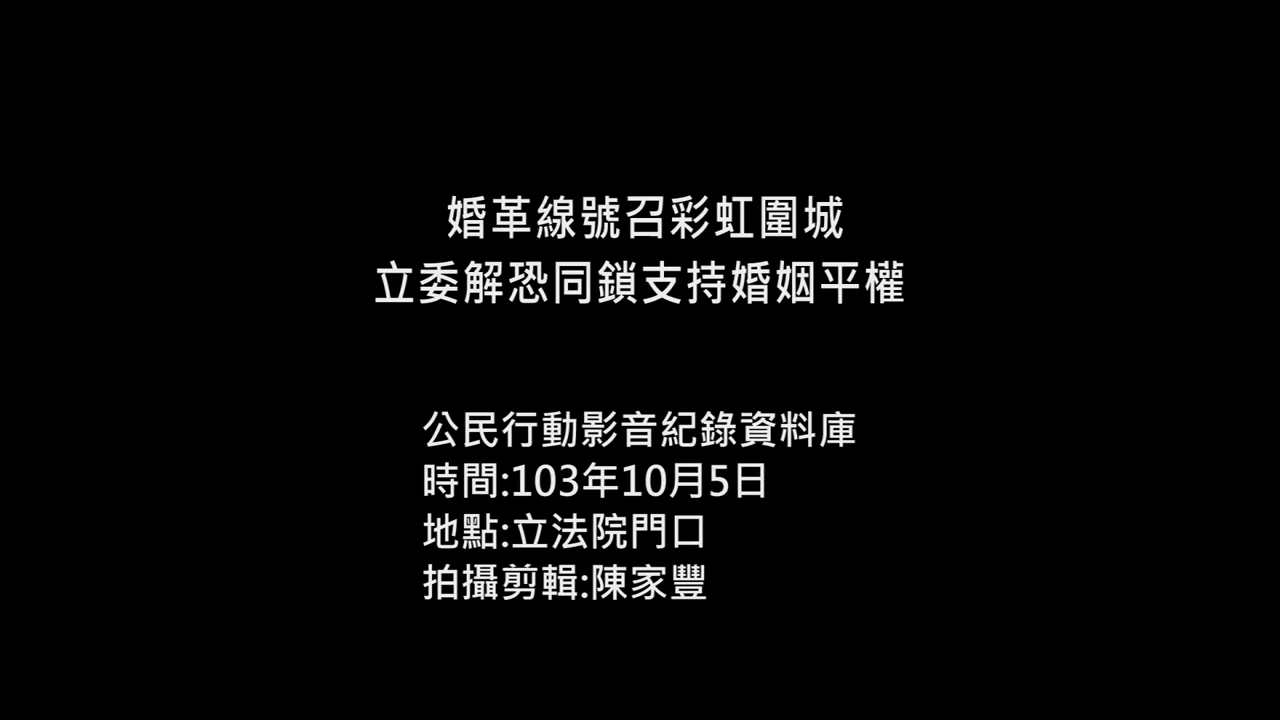 婚革線號召彩虹圍城
立委解恐同鎖支持婚姻平權
公民行動影音紀錄資料庫
時間:103年10月5日
地點:立法院門口
拍攝剪輯:陳家豐